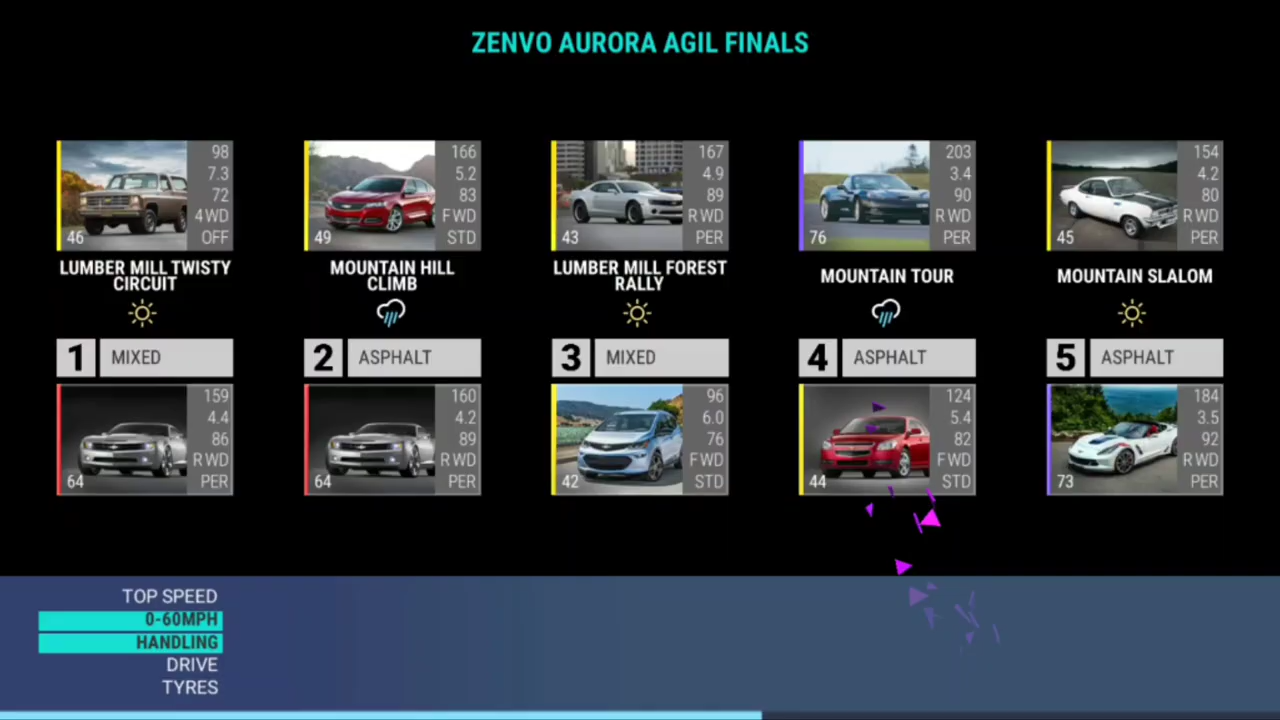 ZENVO AURORA AGIL FINALS
98
7.3
72
4WD
46 OFF
166
5.2
83
FWD
49 STD
167
4.9
89
RWD
43 PER
203
3.4
90
RWD
76 PER
154
4.2
80
RWD
45 PER
LUMBER MILL TWISTY
CIRCUIT
MOUNTAIN HILL
CLIMB
LUMBER MILL FOREST
RALLY
MOUNTAIN TOUR
MOUNTAIN SLALOM
1 MIXED
2 ASPHALT
3 MIXED
4 ASPHALT
5 ASPHALT
159
4.4
86
RWD
64 PER
160
4.2
89
RWD
64 PER
96
6.0
76
FWD
42 STD
124
5.4
82
FWD
44 STD
184
3.5
92
RWD
73 PER
TOP SPEED
0-60MPH
HANDLING
DRIVE
TYRES